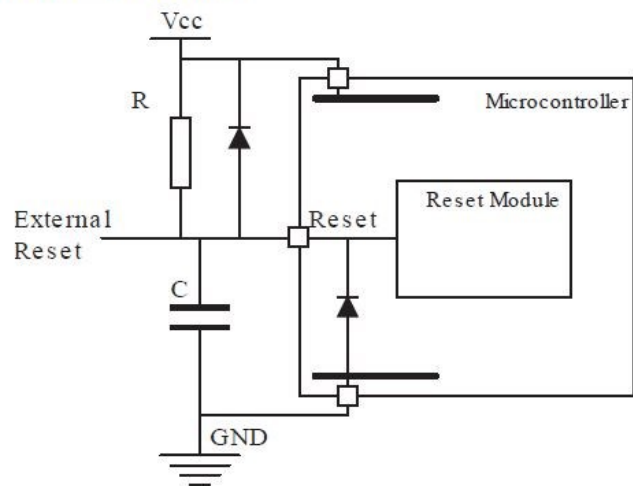 Vcc
R
Microcontroller
External
Reset
Reset
Reset Module
C
GND